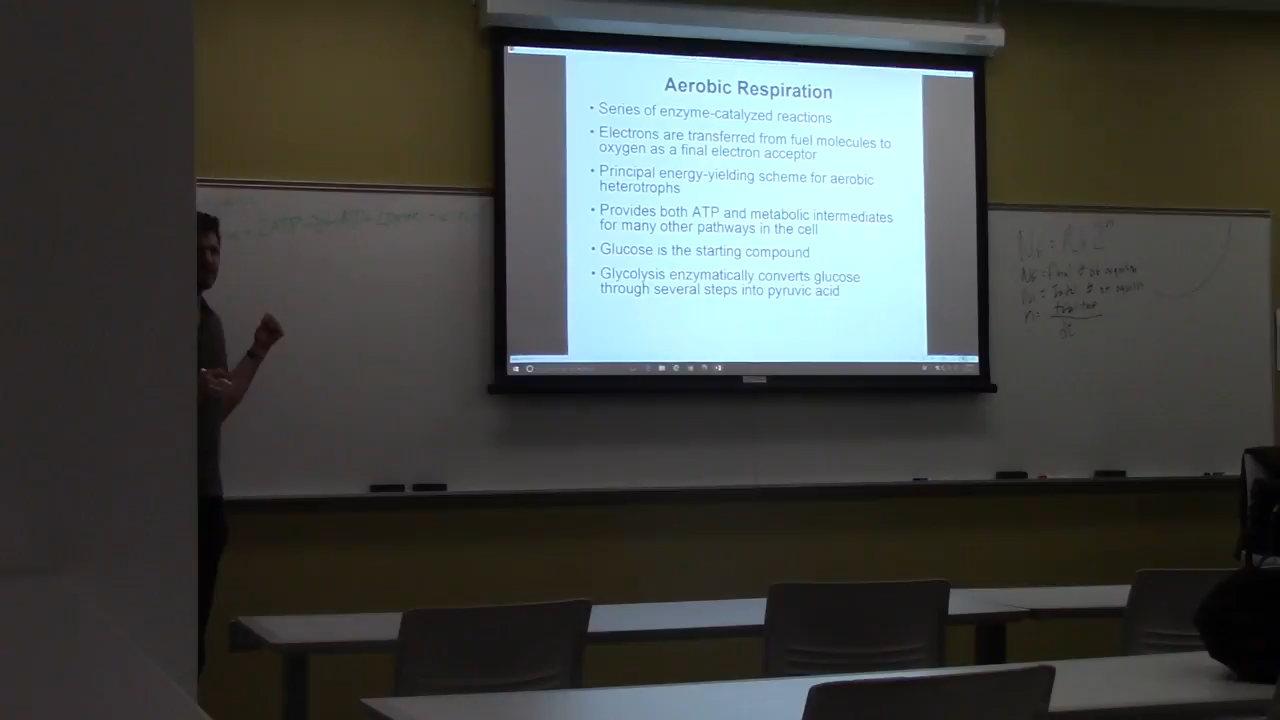 Aerobic Respiration
• Series of enzyme-catalyzed reactions
• Electrons are transferred from fuel molecules to
oxygen as a final electron acceptor
• Principal energy-yielding scheme for aerobic
heterotrophs
• Provides both ATP and metabolic intermediates
for many other pathways in the cell
• Glucose is the starting compound
• Glycolysis enzymatically converts glucose
through several steps into pyruvic acid